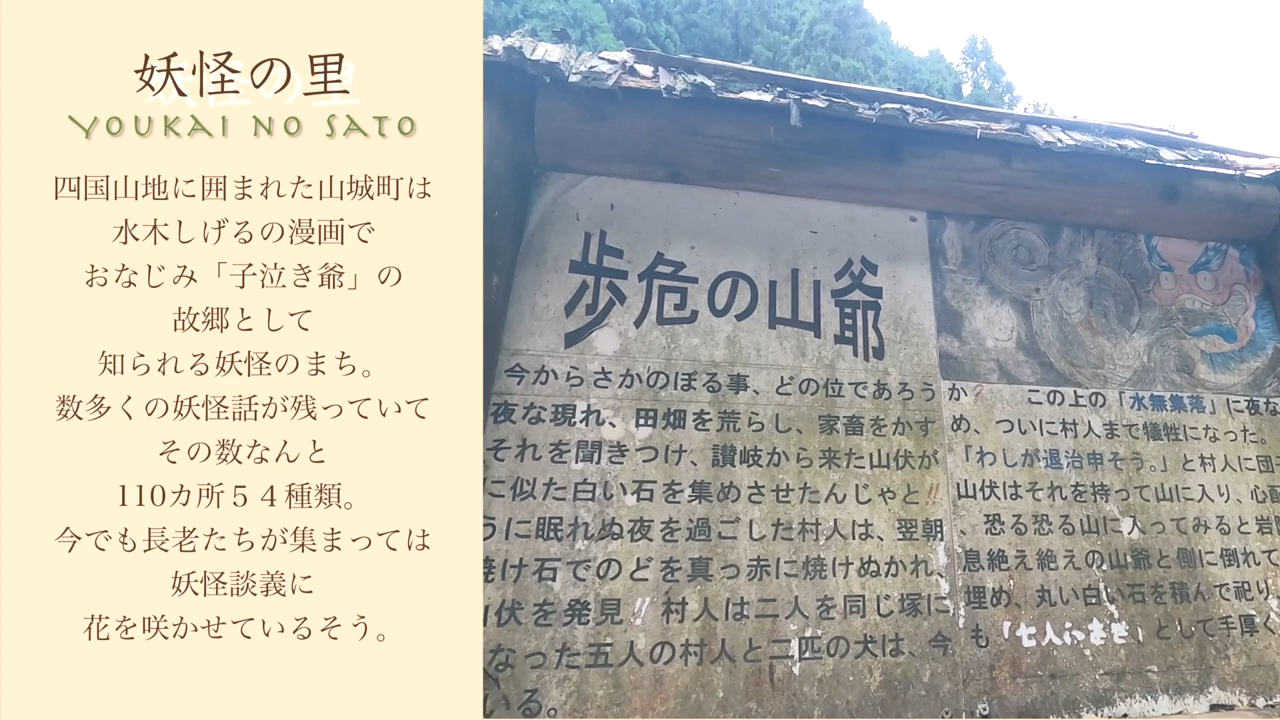 妖怪の里
YOUKAI NO SATO
四国山地に囲まれた山城町は
水木しげるの漫画で
おなじみ「子泣き爺」の
故郷として
知られる妖怪のまち。
数多くの妖怪話が残っていて
その数なんと
110カ所５４種類。
今でも長老たちが集まっては
妖怪談義に
花を咲かせているそう。
歩危の山爺
今からさかのぼる事、どの位であろうか? この上の「水無集落」に夜な
夜な現れ、田畑を荒らし、家畜をかすめ、ついに村人まで犠牲になった。
それを聞きつけ、讃岐から来た山伏が「わしが退治申そう。」と村人に団子
に似た白い石を集めさせたんじゃと!! 山伏はそれを持って山に入り、心配
うに眠れぬ夜を過ごした村人は、翌朝、恐る恐る山に入ってみると岩
焼け石でのどを真っ赤に焼けぬかれ、息絶え絶えの山爺と側に倒れて
山伏を発見!! 村人は二人を同じ塚に埋め、丸い白い石を積んで祀り
なった五人の村人と二匹の犬は、今も「七人みさき」として手厚く
いる。